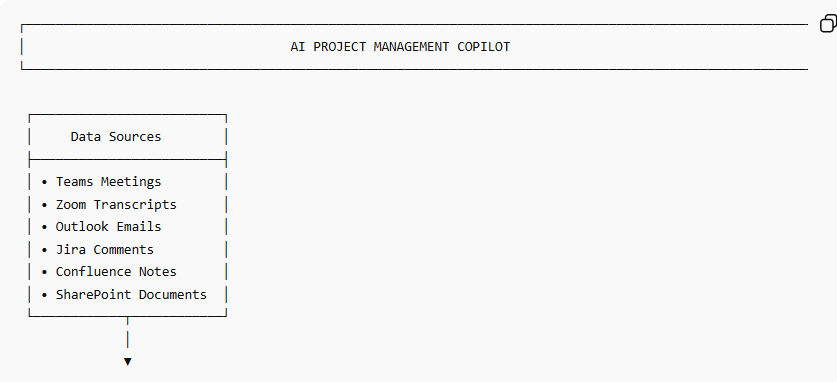 AI PROJECT MANAGEMENT COPILOT
Data Sources
• Teams Meetings
• Zoom Transcripts
• Outlook Emails
• Jira Comments
• Confluence Notes
• SharePoint Documents